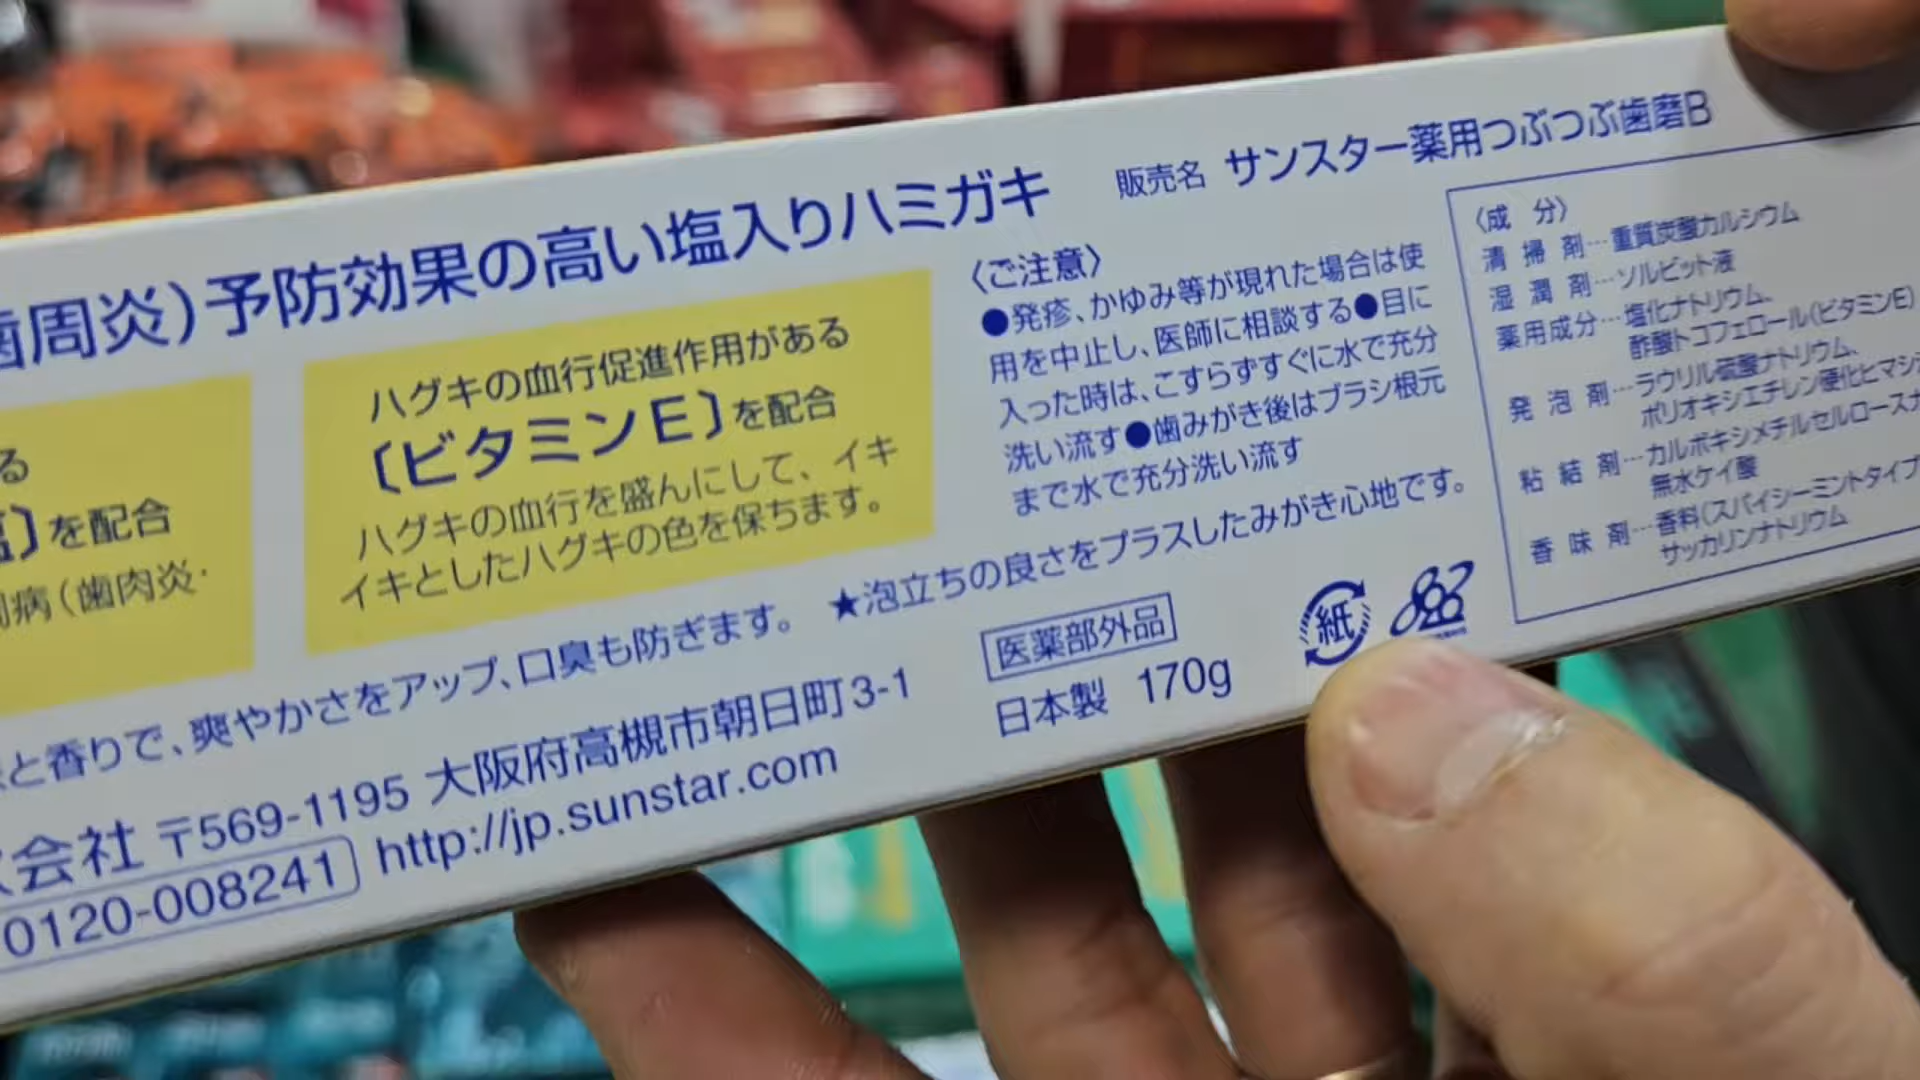 歯周炎)予防効果の高い塩入りハミガキ
販売名 サンスター薬用つぶつぶ歯磨B
る
塩〕を配合
周病(歯肉炎・
ハグキの血行促進作用がある
〔ビタミンE〕を配合
ハグキの血行を盛んにして、イキ
イキとしたハグキの色を保ちます。
〈ご注意〉
●発疹、かゆみ等が現れた場合は使
用を中止し、医師に相談する●目に
入った時は、こすらずすぐに水で充分
洗い流す●歯みがき後はブラシ根元
まで水で充分洗い流す
〈成 分〉
清 掃 剤…重質炭酸カルシウム
湿 潤 剤…ソルビット液
薬用成分…塩化ナトリウム、
酢酸トコフェロール(ビタミンE)
発 泡 剤…ラウリル硫酸ナトリウム、
ポリオキシエチレン硬化ヒマシ
粘 結 剤…カルボキシメチルセルロースナ
無水ケイ酸
香 味 剤…香料(スパイシーミントタイプ
サッカリンナトリウム
と香りで、爽やかさをアップ、口臭も防ぎます。 ★泡立ちの良さをプラスしたみがき心地です。
会社 〒569-1195 大阪府高槻市朝日町3-1
0120-008241 http://jp.sunstar.com
医薬部外品
日本製 170g
紙